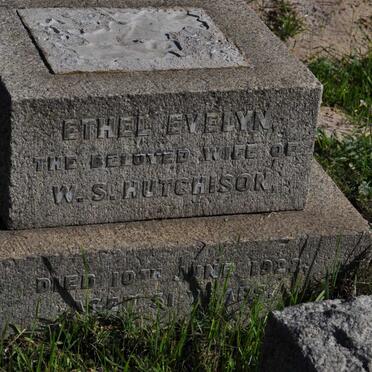 ETHEL EVELYN,
THE BELOVED WIFE OF
W. S. HUTCHISON.
DIED 10TH JUNE